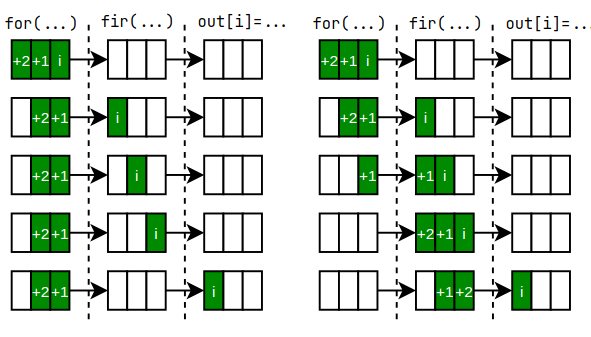 for(...) fir(...) out[i]=... for(...) fir(...) out[i]=...
+2 +1 i +2 +1 i
+2 +1 i +2 +1 i
+2 +1 i +1 +1 i
+2 +1 i +2 +1 i
+2 +1 i +1 +2 i